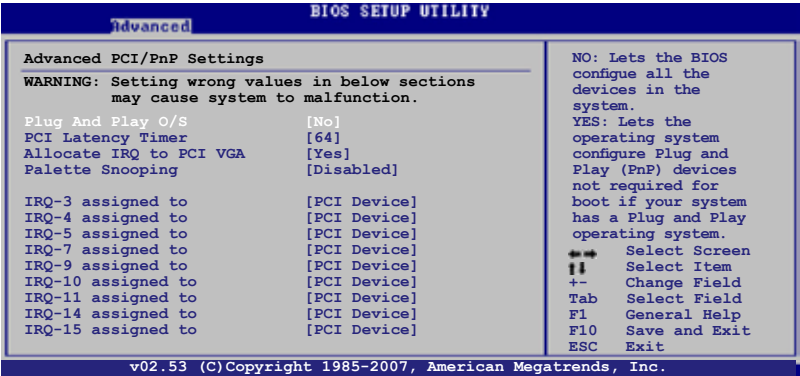 BIOS SETUP UTILITY
Advanced
Advanced PCI/PnP Settings
WARNING: Setting wrong values in below sections
may cause system to malfunction.
Plug And Play O/S [No]
PCI Latency Timer [64]
Allocate IRQ to PCI VGA [Yes]
Palette Snooping [Disabled]
IRQ-3 assigned to [PCI Device]
IRQ-4 assigned to [PCI Device]
IRQ-5 assigned to [PCI Device]
IRQ-7 assigned to [PCI Device]
IRQ-9 assigned to [PCI Device]
IRQ-10 assigned to [PCI Device]
IRQ-11 assigned to [PCI Device]
IRQ-14 assigned to [PCI Device]
IRQ-15 assigned to [PCI Device]
NO: Lets the BIOS
configue all the
devices in the
system.
YES: Lets the
operating system
configure Plug and
Play (PnP) devices
not required for
boot if your system
has a Plug and Play
operating system.
←→ Select Screen
↑↓ Select Item
+- Change Field
Tab Select Field
F1 General Help
F10 Save and Exit
ESC Exit
v02.53 (C)Copyright 1985-2007, American Megatrends, Inc.